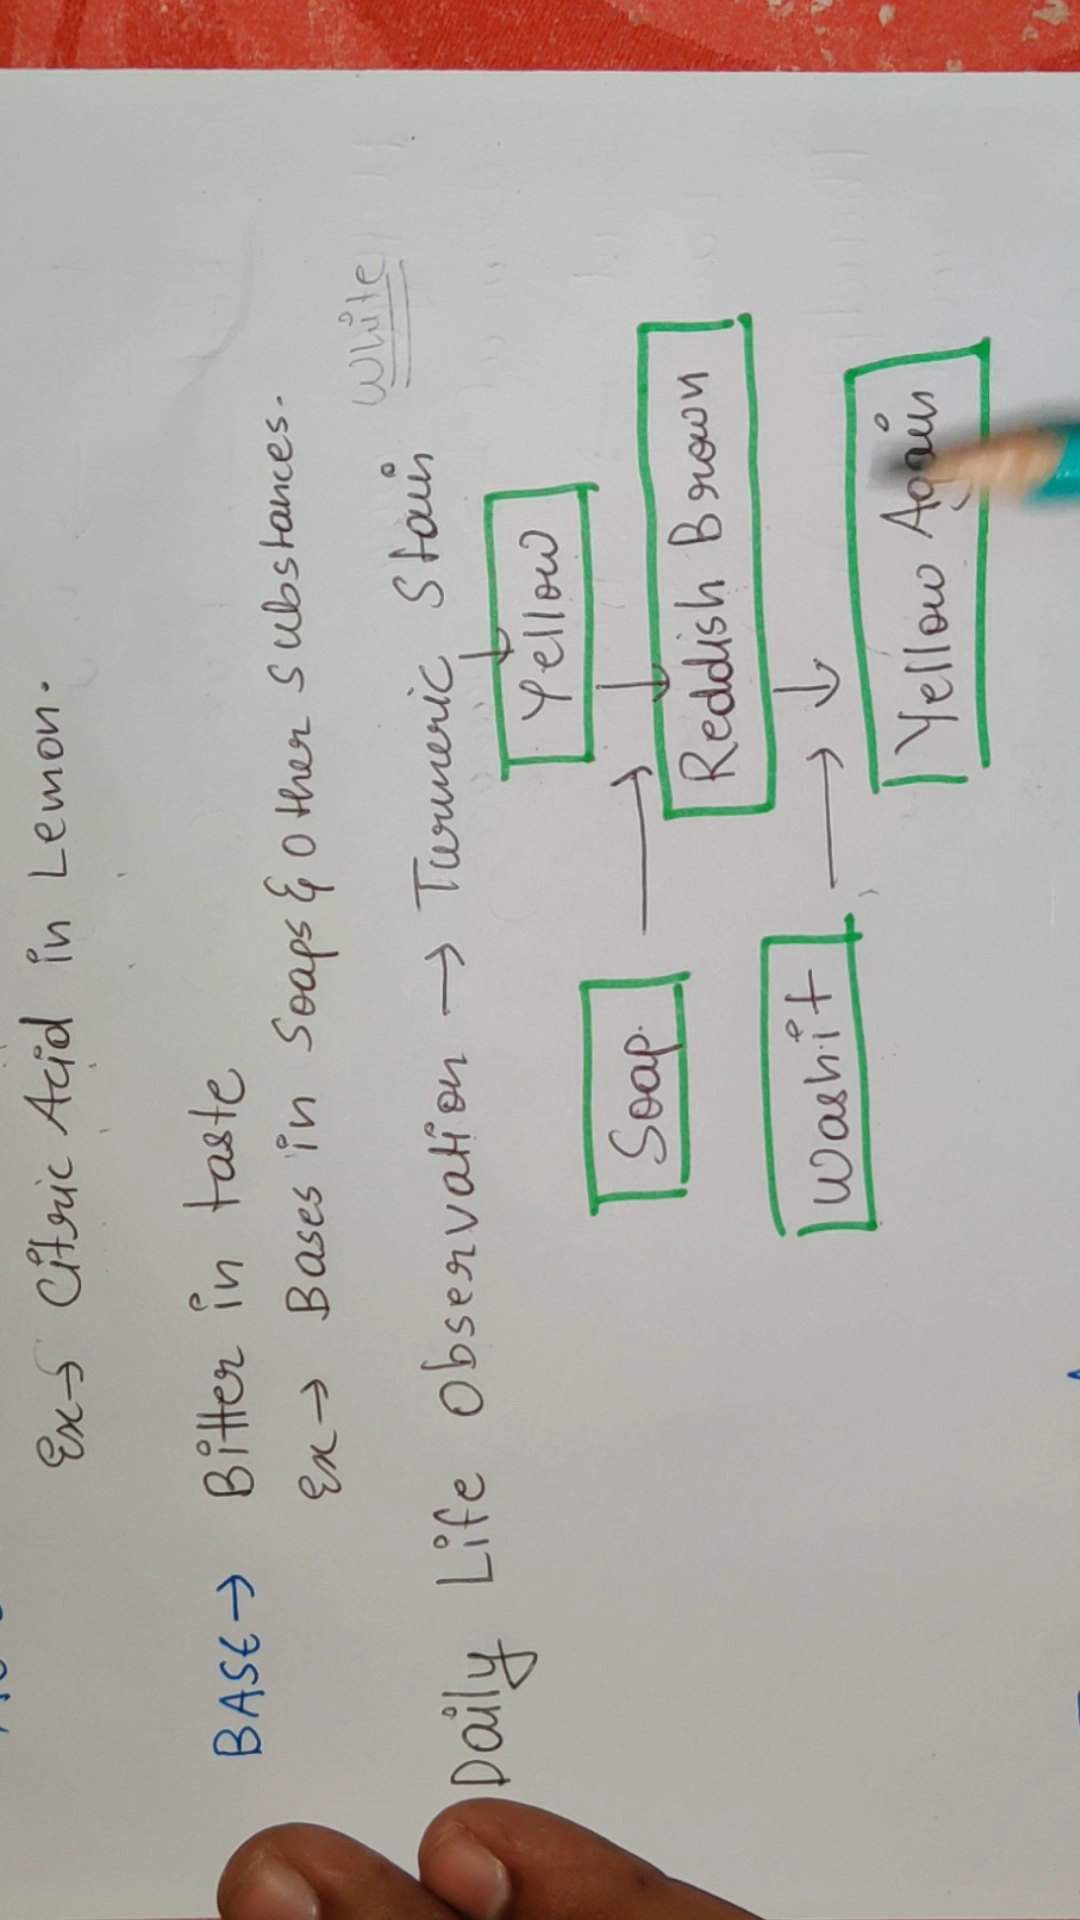 Ex→ Citric Acid in Lemon.
BASE→ Bitter in taste
Ex→ Bases in Soaps & Other substances.
White
Daily Life Observation → Turmeric Stain
↓
Yellow
Soap. → ↓
Reddish Brown
Wash it → ↓
Yellow Again